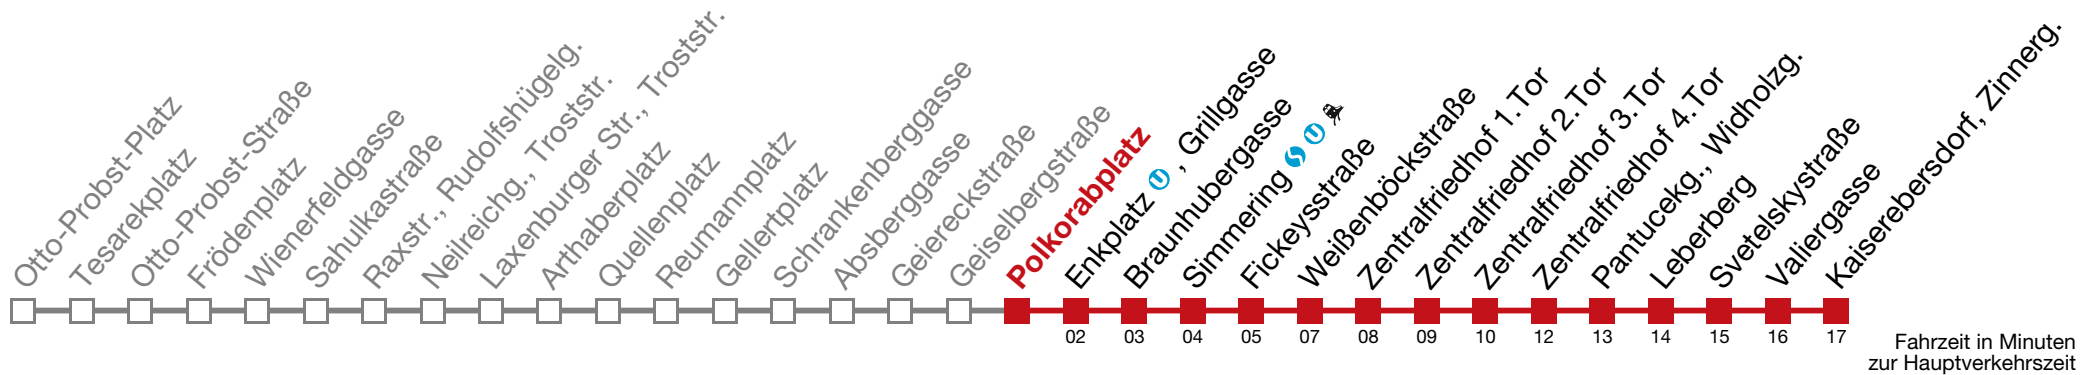 Otto-Probst-Platz
Tesarekplatz
Otto-Probst-Straße
Frödenplatz
Wienerfeldgasse
Sahulkastraße
Raxstr., Rudolfshügelg.
Neilreichg., Troststr.
Laxenburger Str., Troststr.
Arthaberplatz
Quellenplatz
Reumannplatz
Gellertplatz
Schrankenberggasse
Absberggasse
Geiereckstraße
Geiselbergstraße
Polkorabplatz
Enkplatz U , Grillgasse
Braunhubergasse
Simmering S U
Fickeysstraße
Weißenböckstraße
Zentralfriedhof 1.Tor
Zentralfriedhof 2.Tor
Zentralfriedhof 3.Tor
Zentralfriedhof 4.Tor
Pantucekg., Widholzg.
Leberberg
Svetelskystraße
Valiergasse
Kaiserebersdorf, Zinnerg.
02 03 04 05 07 08 09 10 12 13 14 15 16 17
Fahrzeit in Minuten
zur Hauptverkehrszeit